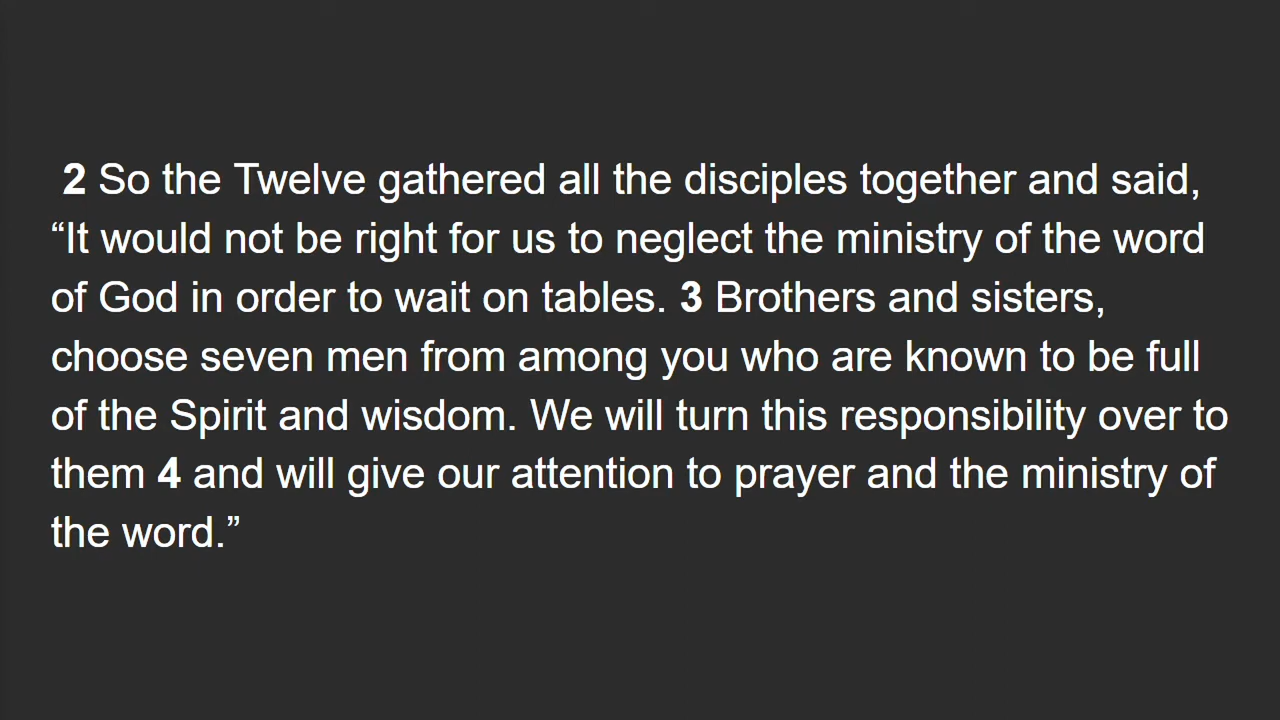 2 So the Twelve gathered all the disciples together and said,
“It would not be right for us to neglect the ministry of the word
of God in order to wait on tables. 3 Brothers and sisters,
choose seven men from among you who are known to be full
of the Spirit and wisdom. We will turn this responsibility over to
them 4 and will give our attention to prayer and the ministry of
the word.”